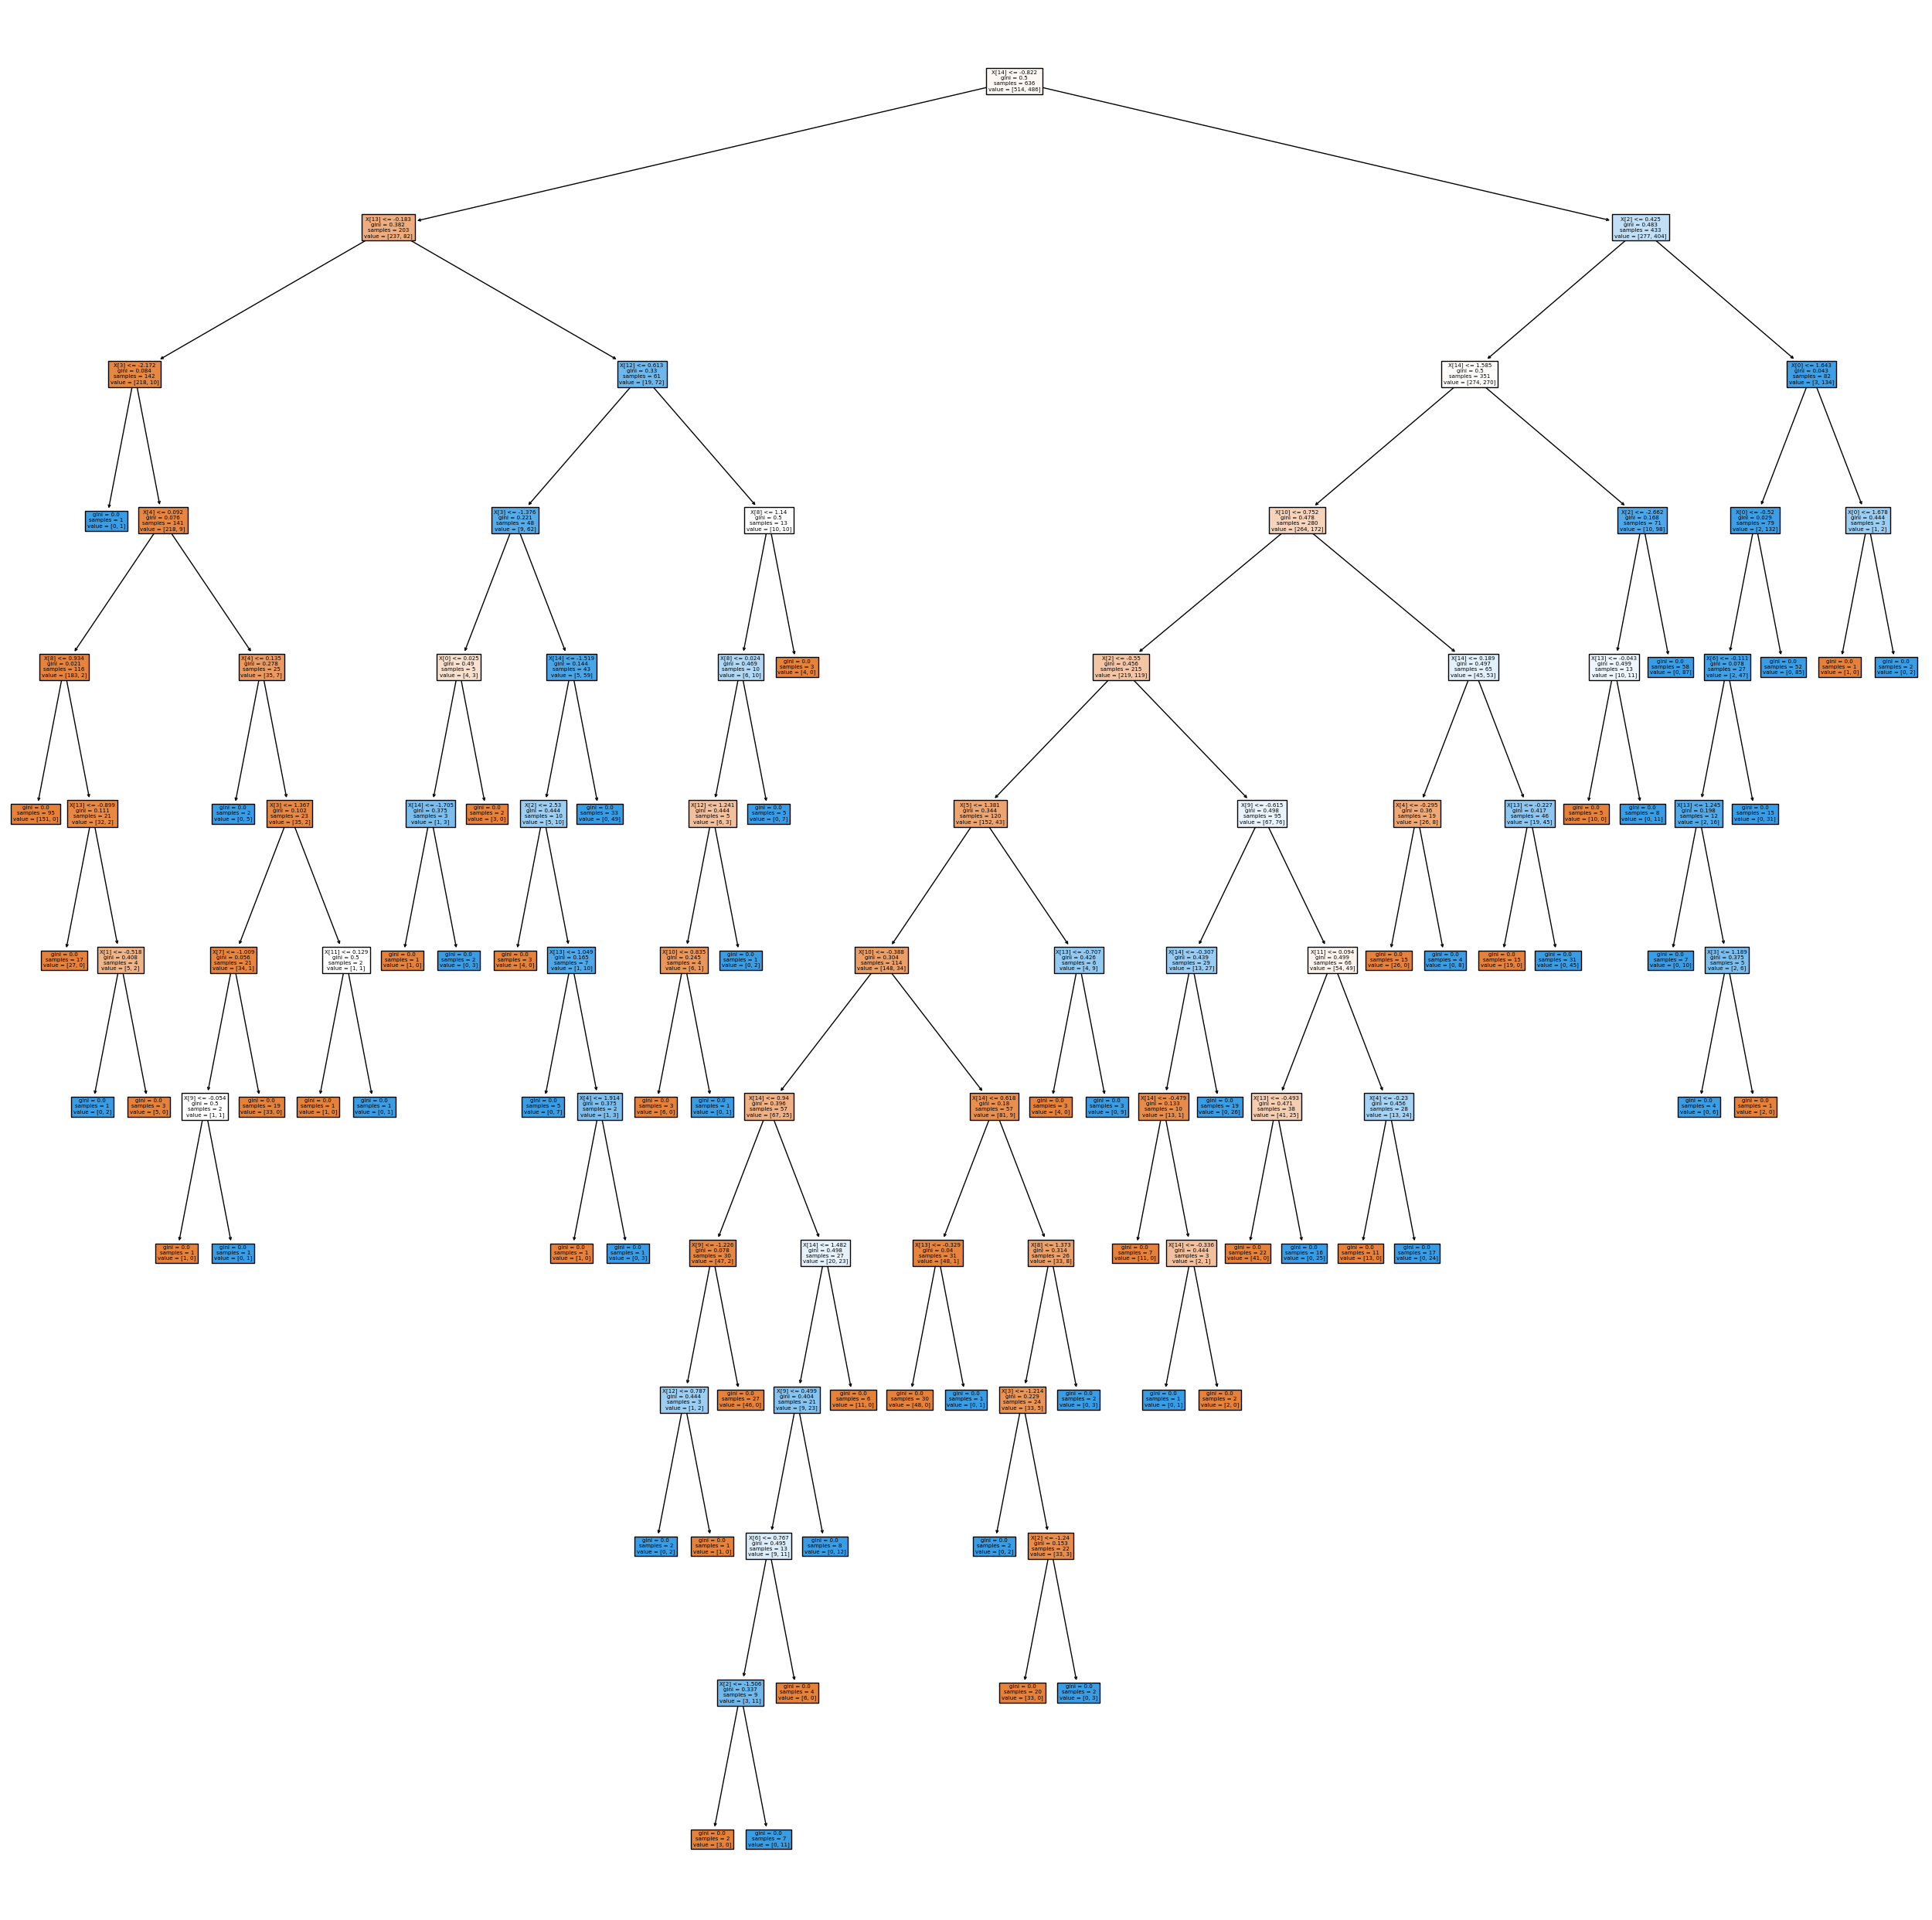 X[14] <= -0.822
gini = 0.5
samples = 636
value = [514, 486]
X[13] <= -0.183
gini = 0.382
samples = 203
value = [237, 82]
X[2] <= 0.425
gini = 0.483
samples = 433
value = [277, 404]
X[3] <= -2.172
gini = 0.084
samples = 142
value = [218, 10]
X[12] <= 0.613
gini = 0.33
samples = 61
value = [19, 72]
X[14] <= 1.585
gini = 0.5
samples = 351
value = [274, 270]
X[0] <= 1.643
gini = 0.043
samples = 82
value = [3, 134]
gini = 0.0
samples = 1
value = [0, 1]
X[4] <= 0.092
gini = 0.076
samples = 141
value = [218, 9]
X[3] <= -1.376
gini = 0.221
samples = 48
value = [9, 62]
X[8] <= 1.14
gini = 0.5
samples = 13
value = [10, 10]
X[10] <= 0.752
gini = 0.478
samples = 280
value = [264, 172]
X[2] <= -2.662
gini = 0.168
samples = 71
value = [10, 98]
X[0] <= -0.52
gini = 0.029
samples = 79
value = [2, 132]
X[0] <= 1.678
gini = 0.444
samples = 3
value = [1, 2]
X[8] <= 0.934
gini = 0.021
samples = 116
value = [183, 2]
X[4] <= 0.135
gini = 0.278
samples = 25
value = [35, 7]
X[0] <= 0.025
gini = 0.49
samples = 5
value = [4, 3]
X[14] <= -1.519
gini = 0.144
samples = 43
value = [5, 59]
X[8] <= 0.024
gini = 0.469
samples = 10
value = [6, 10]
gini = 0.0
samples = 3
value = [4, 0]
X[2] <= -0.55
gini = 0.456
samples = 215
value = [219, 119]
X[14] <= 0.189
gini = 0.497
samples = 65
value = [45, 53]
X[13] <= -0.043
gini = 0.499
samples = 13
value = [10, 11]
gini = 0.0
samples = 58
value = [0, 87]
X[6] <= -0.111
gini = 0.078
samples = 27
value = [2, 47]
gini = 0.0
samples = 52
value = [0, 85]
gini = 0.0
samples = 1
value = [1, 0]
gini = 0.0
samples = 2
value = [0, 2]
gini = 0.0
samples = 95
value = [151, 0]
X[13] <= -0.899
gini = 0.111
samples = 21
value = [32, 2]
gini = 0.0
samples = 2
value = [0, 5]
X[3] <= 1.367
gini = 0.102
samples = 23
value = [35, 2]
X[14] <= -1.705
gini = 0.375
samples = 3
value = [1, 3]
gini = 0.0
samples = 2
value = [3, 0]
X[2] <= 2.53
gini = 0.444
samples = 10
value = [5, 10]
gini = 0.0
samples = 33
value = [0, 49]
X[12] <= 1.241
gini = 0.444
samples = 5
value = [6, 3]
gini = 0.0
samples = 5
value = [0, 7]
X[5] <= 1.381
gini = 0.344
samples = 120
value = [152, 43]
X[9] <= -0.615
gini = 0.498
samples = 95
value = [67, 76]
X[4] <= -0.295
gini = 0.36
samples = 19
value = [26, 8]
X[13] <= -0.227
gini = 0.417
samples = 46
value = [19, 45]
gini = 0.0
samples = 5
value = [10, 0]
gini = 0.0
samples = 8
value = [0, 11]
X[13] <= 1.245
gini = 0.198
samples = 12
value = [2, 16]
gini = 0.0
samples = 15
value = [0, 31]
gini = 0.0
samples = 17
value = [27, 0]
X[1] <= -0.518
gini = 0.408
samples = 4
value = [5, 2]
X[7] <= -1.009
gini = 0.056
samples = 21
value = [34, 1]
X[11] <= 0.129
gini = 0.5
samples = 2
value = [1, 1]
gini = 0.0
samples = 1
value = [1, 0]
gini = 0.0
samples = 2
value = [0, 3]
gini = 0.0
samples = 3
value = [4, 0]
X[13] <= 1.049
gini = 0.165
samples = 7
value = [1, 10]
X[10] <= 0.835
gini = 0.245
samples = 4
value = [6, 1]
gini = 0.0
samples = 1
value = [0, 2]
X[10] <= -0.388
gini = 0.304
samples = 114
value = [148, 34]
X[13] <= -0.707
gini = 0.426
samples = 6
value = [4, 9]
X[14] <= -0.307
gini = 0.439
samples = 29
value = [13, 27]
X[11] <= 0.094
gini = 0.499
samples = 66
value = [54, 49]
gini = 0.0
samples = 15
value = [26, 0]
gini = 0.0
samples = 4
value = [0, 8]
gini = 0.0
samples = 15
value = [19, 0]
gini = 0.0
samples = 31
value = [0, 45]
gini = 0.0
samples = 7
value = [0, 10]
X[3] <= 1.189
gini = 0.375
samples = 5
value = [2, 6]
gini = 0.0
samples = 1
value = [0, 2]
gini = 0.0
samples = 3
value = [5, 0]
X[9] <= -0.054
gini = 0.5
samples = 2
value = [1, 1]
gini = 0.0
samples = 19
value = [33, 0]
gini = 0.0
samples = 1
value = [1, 0]
gini = 0.0
samples = 1
value = [0, 1]
gini = 0.0
samples = 5
value = [0, 7]
X[4] <= 1.914
gini = 0.375
samples = 2
value = [1, 3]
gini = 0.0
samples = 3
value = [6, 0]
gini = 0.0
samples = 1
value = [0, 1]
X[14] <= 0.94
gini = 0.396
samples = 57
value = [67, 25]
X[14] <= 0.618
gini = 0.18
samples = 57
value = [81, 9]
gini = 0.0
samples = 3
value = [4, 0]
gini = 0.0
samples = 3
value = [0, 9]
X[14] <= -0.479
gini = 0.133
samples = 10
value = [13, 1]
gini = 0.0
samples = 19
value = [0, 26]
X[13] <= -0.493
gini = 0.471
samples = 38
value = [41, 25]
X[4] <= -0.23
gini = 0.456
samples = 28
value = [13, 24]
gini = 0.0
samples = 4
value = [0, 6]
gini = 0.0
samples = 1
value = [2, 0]
gini = 0.0
samples = 1
value = [1, 0]
gini = 0.0
samples = 1
value = [0, 1]
gini = 0.0
samples = 1
value = [1, 0]
gini = 0.0
samples = 1
value = [0, 3]
X[9] <= -1.226
gini = 0.078
samples = 30
value = [47, 2]
X[14] <= 1.482
gini = 0.498
samples = 27
value = [20, 23]
X[13] <= -0.329
gini = 0.04
samples = 31
value = [48, 1]
X[8] <= 1.373
gini = 0.314
samples = 26
value = [33, 8]
gini = 0.0
samples = 7
value = [11, 0]
X[14] <= -0.336
gini = 0.444
samples = 3
value = [2, 1]
gini = 0.0
samples = 22
value = [41, 0]
gini = 0.0
samples = 16
value = [0, 25]
gini = 0.0
samples = 11
value = [13, 0]
gini = 0.0
samples = 17
value = [0, 24]
X[12] <= 0.787
gini = 0.444
samples = 3
value = [1, 2]
gini = 0.0
samples = 27
value = [46, 0]
X[9] <= 0.499
gini = 0.404
samples = 21
value = [9, 23]
gini = 0.0
samples = 6
value = [11, 0]
gini = 0.0
samples = 30
value = [48, 0]
gini = 0.0
samples = 1
value = [0, 1]
X[3] <= -1.214
gini = 0.229
samples = 24
value = [33, 5]
gini = 0.0
samples = 2
value = [0, 3]
gini = 0.0
samples = 1
value = [0, 1]
gini = 0.0
samples = 2
value = [2, 0]
gini = 0.0
samples = 2
value = [0, 2]
gini = 0.0
samples = 1
value = [1, 0]
X[6] <= 0.767
gini = 0.495
samples = 13
value = [9, 11]
gini = 0.0
samples = 8
value = [0, 12]
gini = 0.0
samples = 2
value = [0, 2]
X[2] <= -1.24
gini = 0.153
samples = 22
value = [33, 3]
X[2] <= -1.506
gini = 0.337
samples = 9
value = [3, 11]
gini = 0.0
samples = 4
value = [6, 0]
gini = 0.0
samples = 20
value = [33, 0]
gini = 0.0
samples = 2
value = [0, 3]
gini = 0.0
samples = 2
value = [3, 0]
gini = 0.0
samples = 7
value = [0, 11]